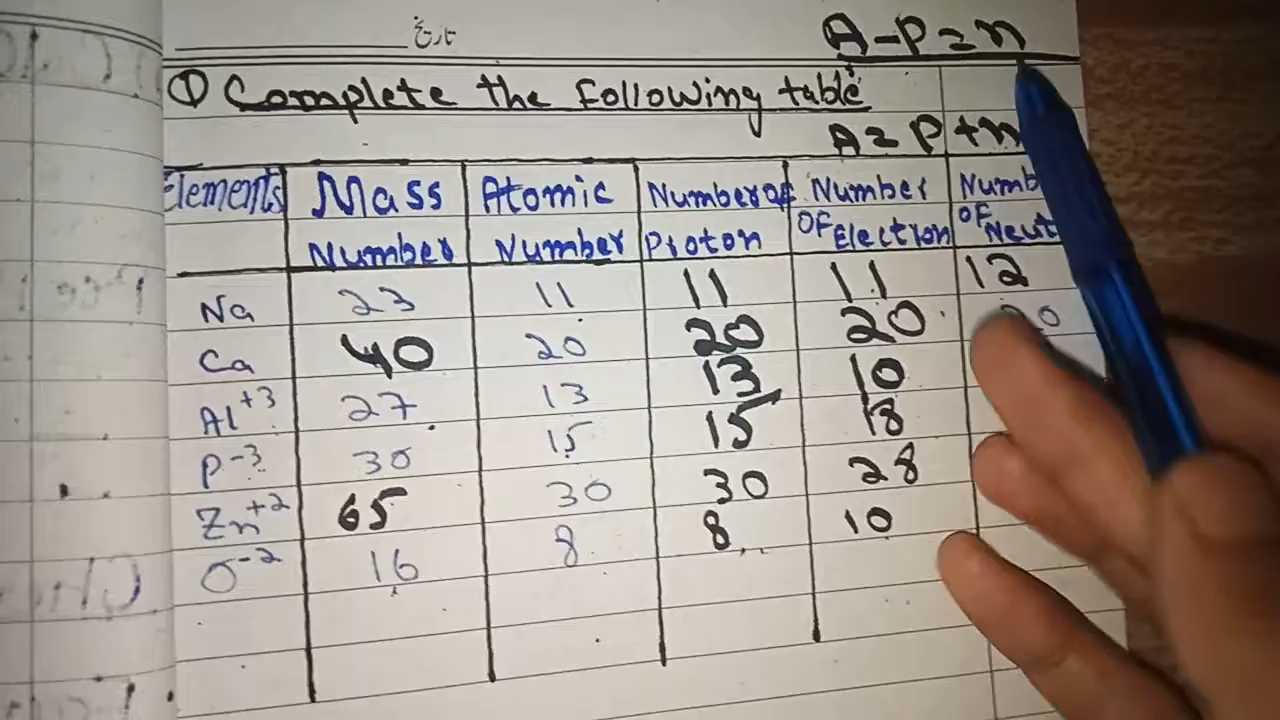 تاریخ
A-P=n
① Complete the Following table
A=P+n
Elements Mass Number Atomic Number Number of Proton Number OF Election
Na 23 11 11 11 12
Ca 40 20 20 20
Al+3 27 13 13 10
P-3 30 15 15 18
Zn+2 65 30 30 28
O-2 16 8 8 10